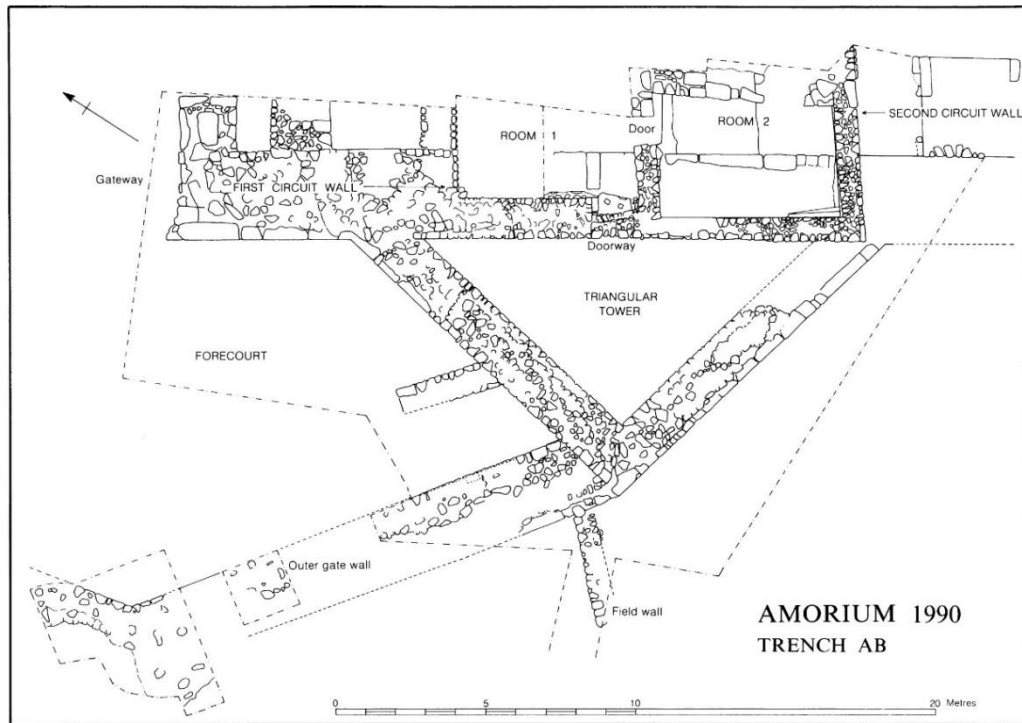 ROOM 1
Door
ROOM 2
SECOND CIRCUIT WALL
Gateway
FIRST CIRCUIT WALL
Doorway
TRIANGULAR
TOWER
FORECOURT
Outer gate wall
Field wall
AMORIUM 1990
TRENCH AB
0 5 10 20 Metres